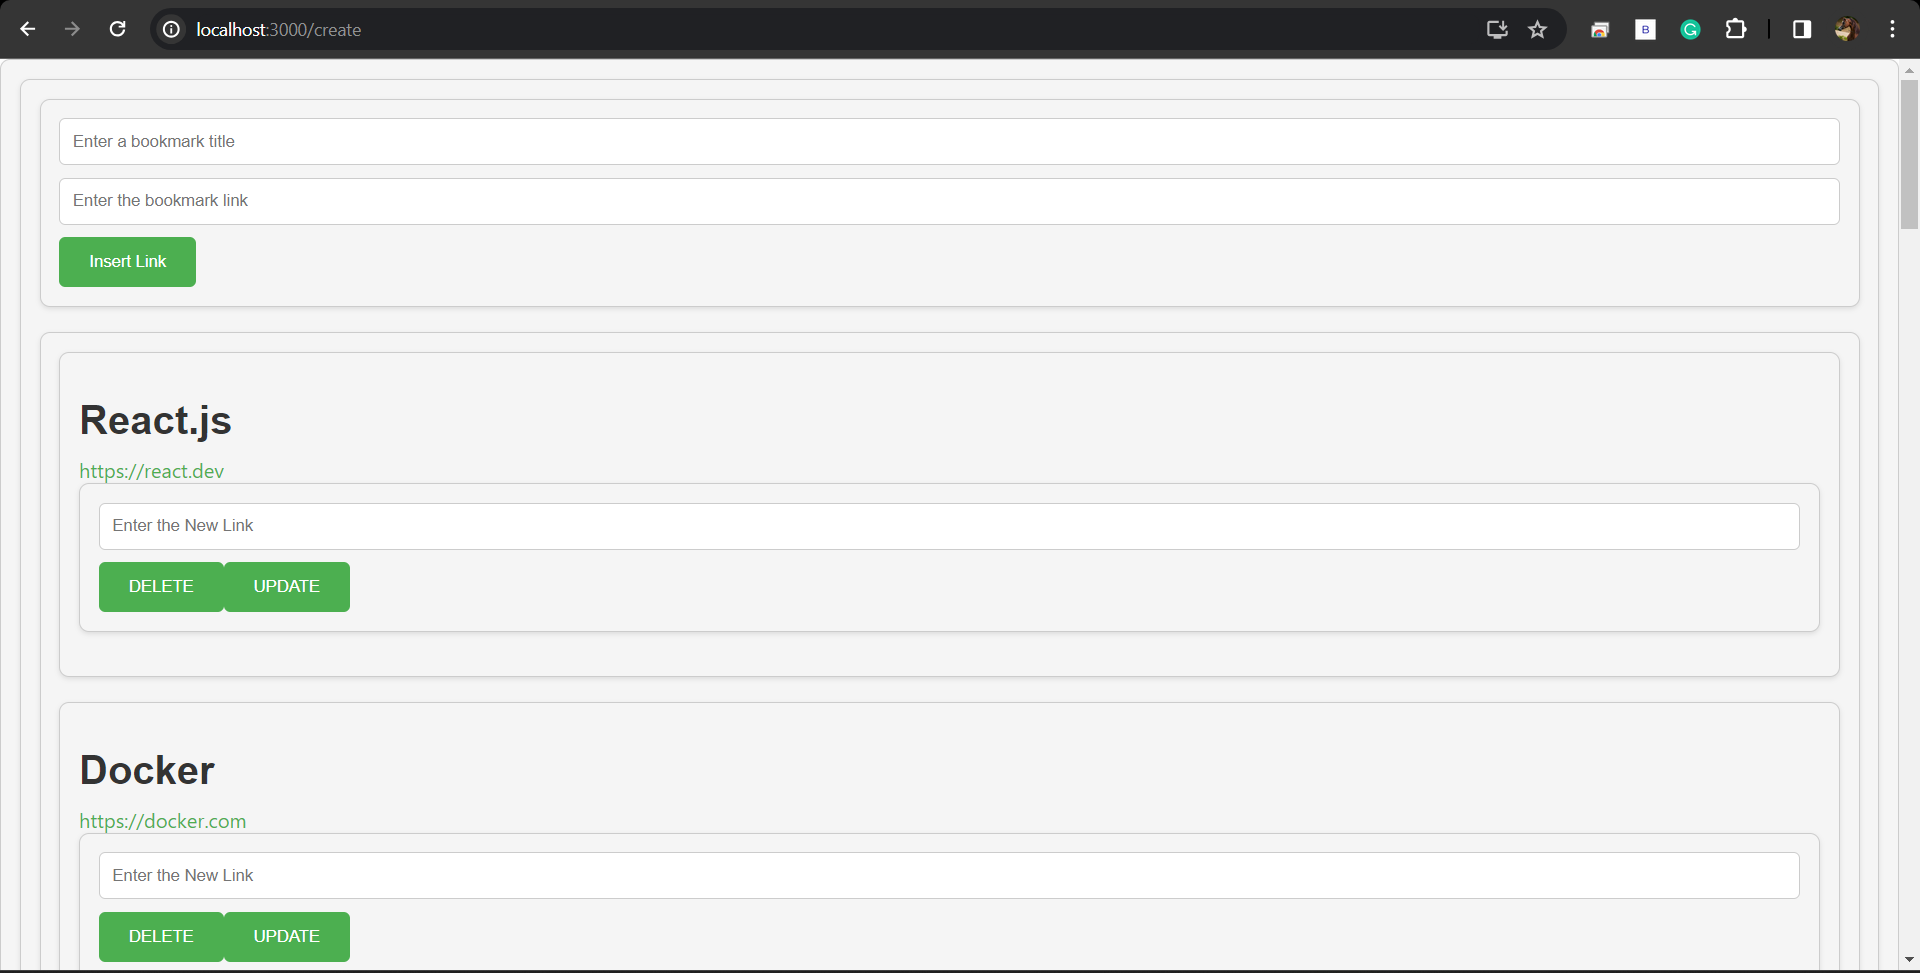 localhost:3000/create
B
Enter a bookmark title
Enter the bookmark link
Insert Link
React.js
https://react.dev
Enter the New Link
DELETE UPDATE
Docker
https://docker.com
Enter the New Link
DELETE UPDATE